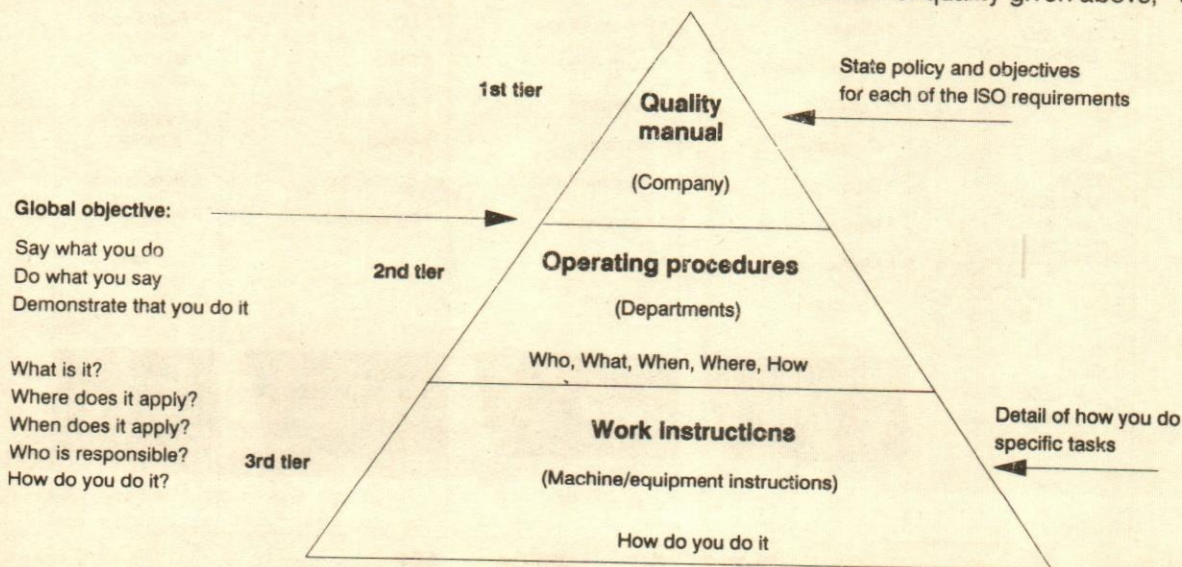 quality given above,
1st tier
Quality
manual
(Company)
State policy and objectives
for each of the ISO requirements
Global objective:
Say what you do
Do what you say
Demonstrate that you do it
2nd tier
Operating procedures
(Departments)
Who, What, When, Where, How
What is it?
Where does it apply?
When does it apply?
Who is responsible?
How do you do it?
3rd tier
Work instructions
(Machine/equipment instructions)
How do you do it
Detail of how you do
specific tasks